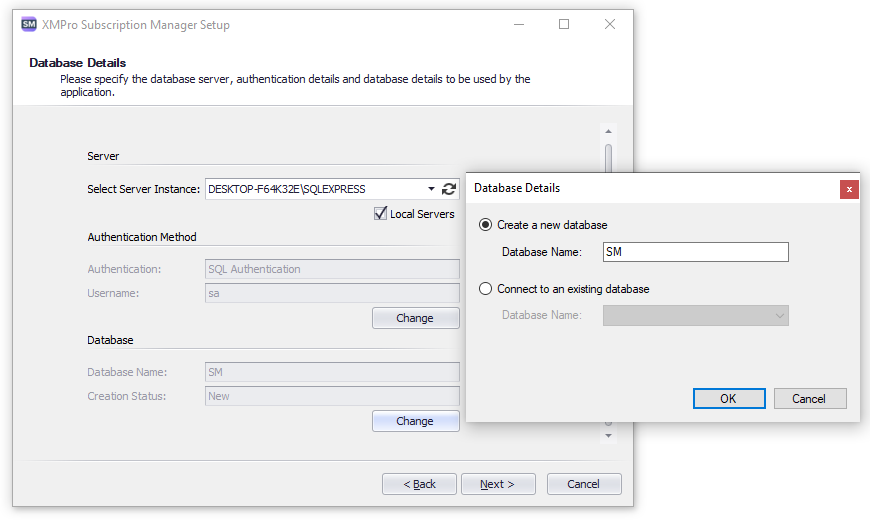 SM XMPro Subscription Manager Setup
Database Details
Please specify the database server, authentication details and database details to be used by the
application.
Server
Select Server Instance: DESKTOP-F64K32E\SQLEXPRESS
Local Servers
Authentication Method
Authentication: SQL Authentication
Username: sa
Change
Database
Database Name: SM
Creation Status: New
Change
< Back Next > Cancel
Database Details x
Create a new database
Database Name: SM
Connect to an existing database
Database Name:
OK Cancel